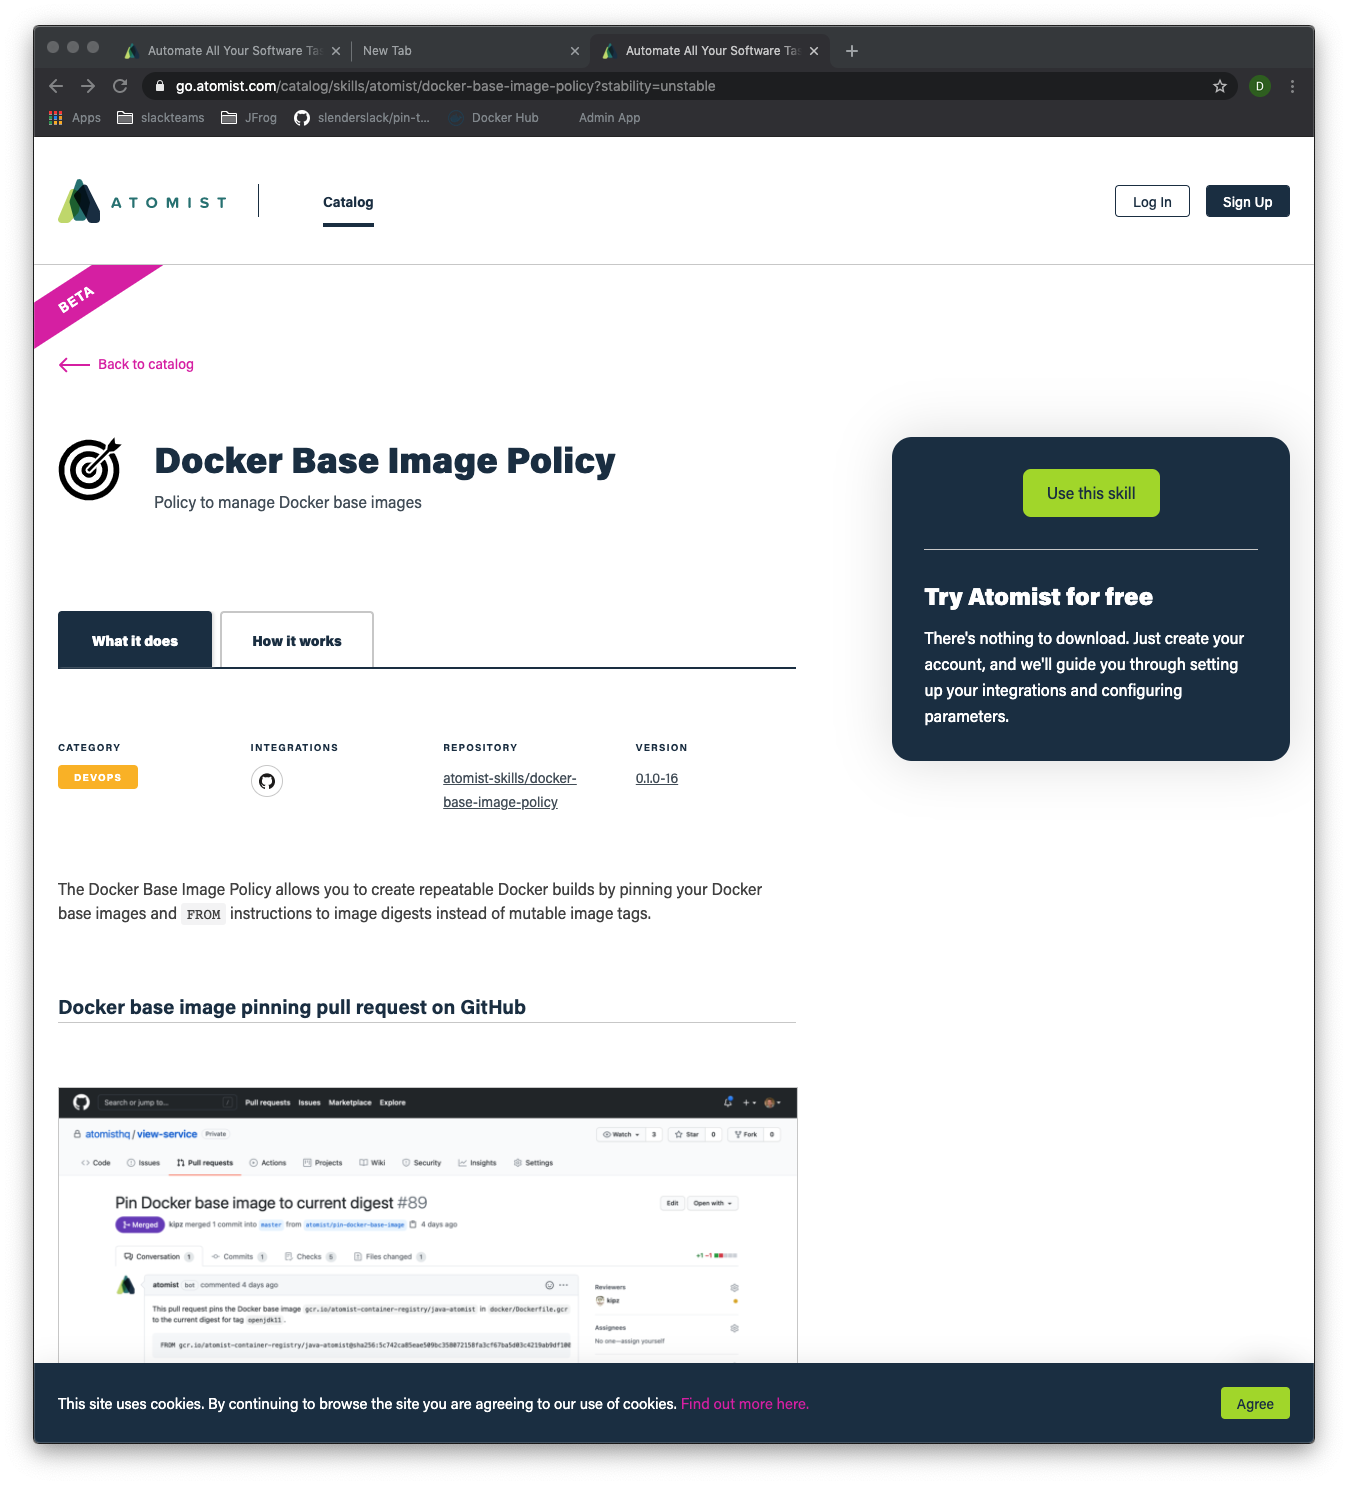 Automate All Your Software Ta
New Tab
Automate All Your Software Tas
go.atomist.com/catalog/skills/atomist/docker-base-image-policy?stability=unstable
D
Apps
slackteams
JFrog
slenderslack/pin-t...
Docker Hub
Admin App
ATOMIST
Catalog
Log In
Sign Up
BETA
Back to catalog
Docker Base Image Policy
Policy to manage Docker base images
Use this skill
Try Atomist for free
There's nothing to download. Just create your
account, and we'll guide you through setting
up your integrations and configuring
parameters.
What it does
How it works
CATEGORY
INTEGRATIONS
REPOSITORY
VERSION
DEVOPS
atomist-skills/docker-
base-image-policy
0.1.0-16
The Docker Base Image Policy allows you to create repeatable Docker builds by pinning your Docker
base images and FROM instructions to image digests instead of mutable image tags.
Docker base image pinning pull request on GitHub
Search or jump to...
/
Pull requests Issues Marketplace Explore
atomisthq / view-service Private
Watch 3
Star 0
Fork 0
Code
Issues
Pull requests
Actions
Projects
Wiki
Security
Insights
Settings
Pin Docker base image to current digest #89
Edit
Open with
Merged kipz merged 1 commit into master from atomist/pin-docker-base-image 4 days ago
Conversation 1
Commits 1
Checks 5
Files changed 1
+1 −1
atomist bot commented 4 days ago
This pull request pins the Docker base image gcr.io/atomist-container-registry/java-atomist in docker/Dockerfile.gcr
to the current digest for tag openjdk11.
FROM gcr.io/atomist-container-registry/java-atomist@sha256:
Reviewers
kipz
Assignees
No one—assign yourself
This site uses cookies. By continuing to browse the site you are agreeing to our use of cookies. Find out more here.
Agree